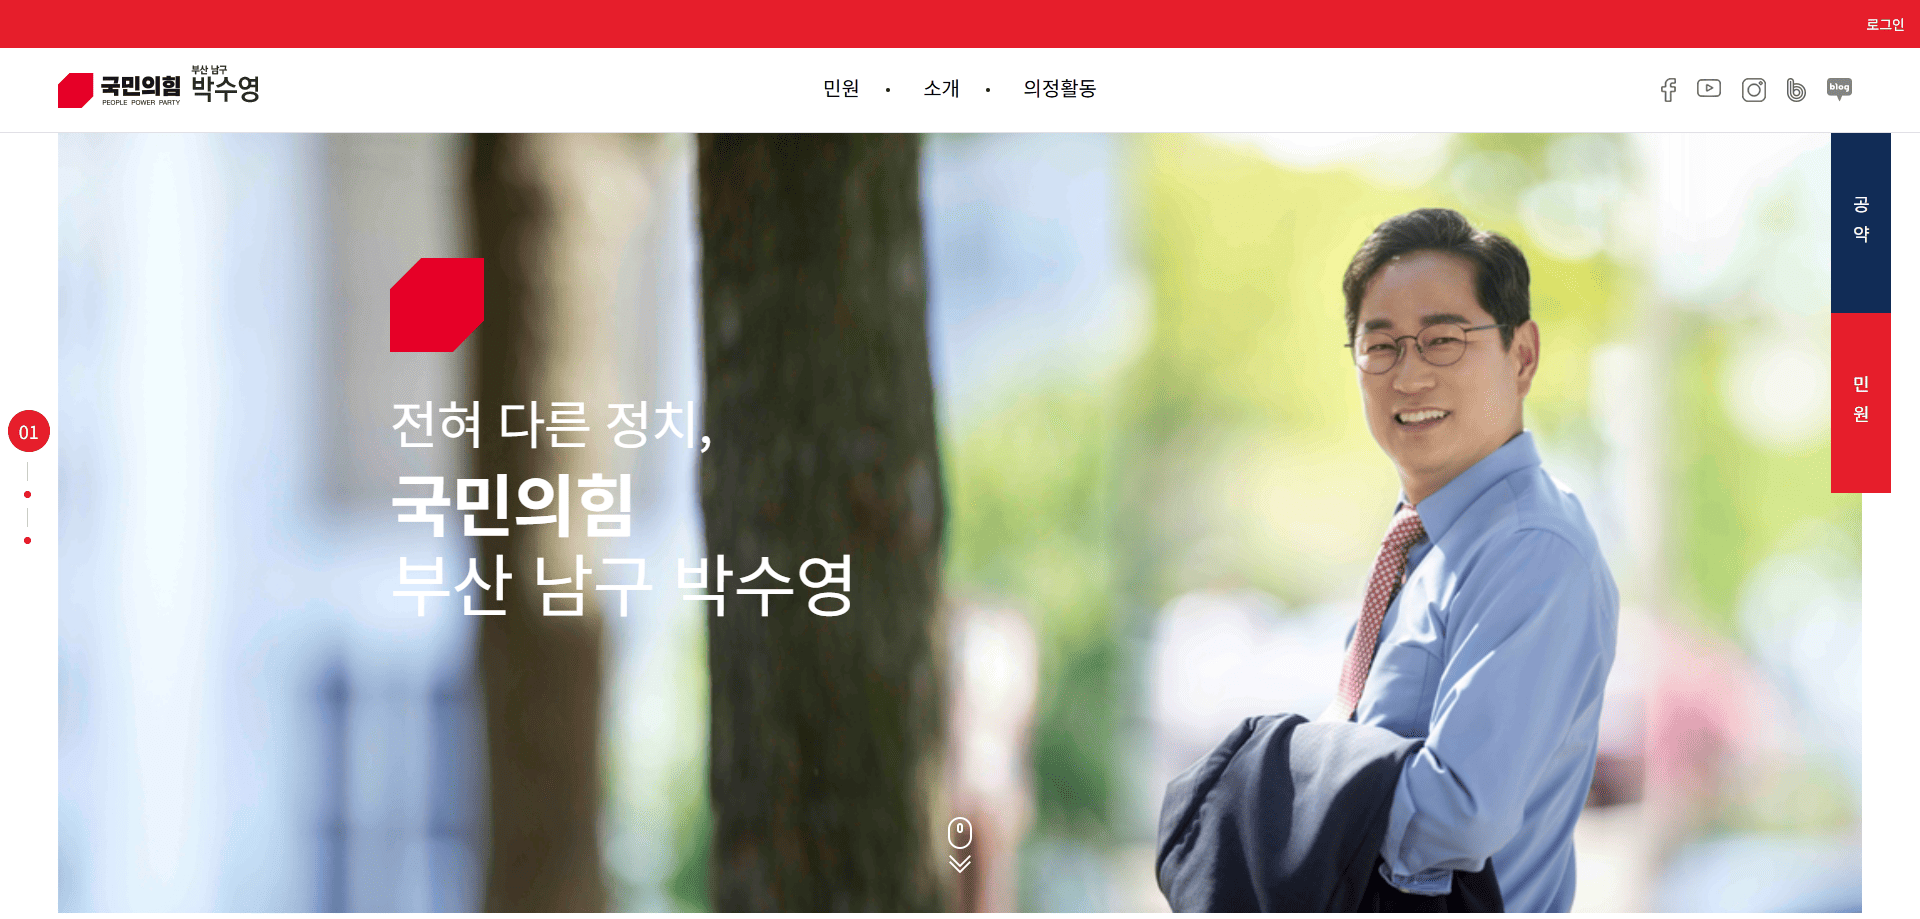 로그인
국민의힘
PEOPLE POWER PARTY
부산 남구
박수영
민원
소개
의정활동
blog
공약
민원
전혀 다른 정치,
국민의힘
부산 남구 박수영
01